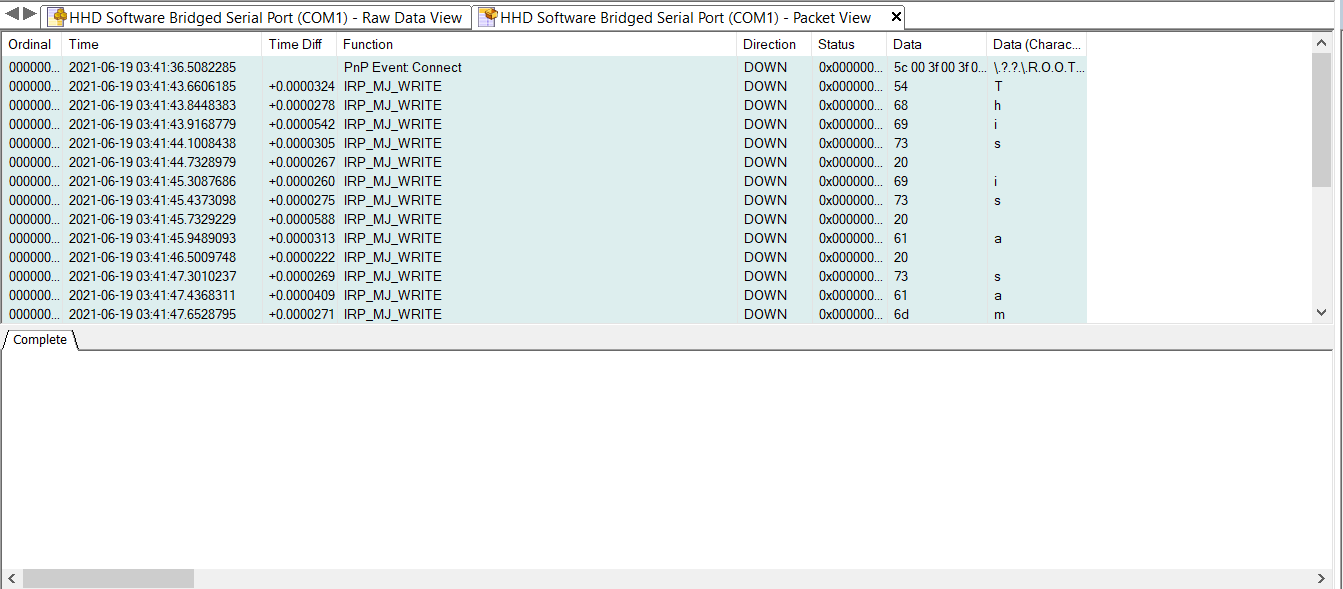 HHD Software Bridged Serial Port (COM1) - Raw Data View HHD Software Bridged Serial Port (COM1) - Packet View
Ordinal Time Time Diff Function Direction Status Data Data (Charac...
000000... 2021-06-19 03:41:36.5082285 PnP Event: Connect DOWN 0x000000... 5c 00 3f 00 3f 0... \.?.?.\.R.O.O.T...
000000... 2021-06-19 03:41:43.6606185 +0.0000324 IRP_MJ_WRITE DOWN 0x000000... 54 T
000000... 2021-06-19 03:41:43.8448383 +0.0000278 IRP_MJ_WRITE DOWN 0x000000... 68 h
000000... 2021-06-19 03:41:43.9168779 +0.0000542 IRP_MJ_WRITE DOWN 0x000000... 69 i
000000... 2021-06-19 03:41:44.1008438 +0.0000305 IRP_MJ_WRITE DOWN 0x000000... 73 s
000000... 2021-06-19 03:41:44.7328979 +0.0000267 IRP_MJ_WRITE DOWN 0x000000... 20
000000... 2021-06-19 03:41:45.3087686 +0.0000260 IRP_MJ_WRITE DOWN 0x000000... 69 i
000000... 2021-06-19 03:41:45.4373098 +0.0000275 IRP_MJ_WRITE DOWN 0x000000... 73 s
000000... 2021-06-19 03:41:45.7329229 +0.0000588 IRP_MJ_WRITE DOWN 0x000000... 20
000000... 2021-06-19 03:41:45.9489093 +0.0000313 IRP_MJ_WRITE DOWN 0x000000... 61 a
000000... 2021-06-19 03:41:46.5009748 +0.0000222 IRP_MJ_WRITE DOWN 0x000000... 20
000000... 2021-06-19 03:41:47.3010237 +0.0000269 IRP_MJ_WRITE DOWN 0x000000... 73 s
000000... 2021-06-19 03:41:47.4368311 +0.0000409 IRP_MJ_WRITE DOWN 0x000000... 61 a
000000... 2021-06-19 03:41:47.6528795 +0.0000271 IRP_MJ_WRITE DOWN 0x000000... 6d m
Complete